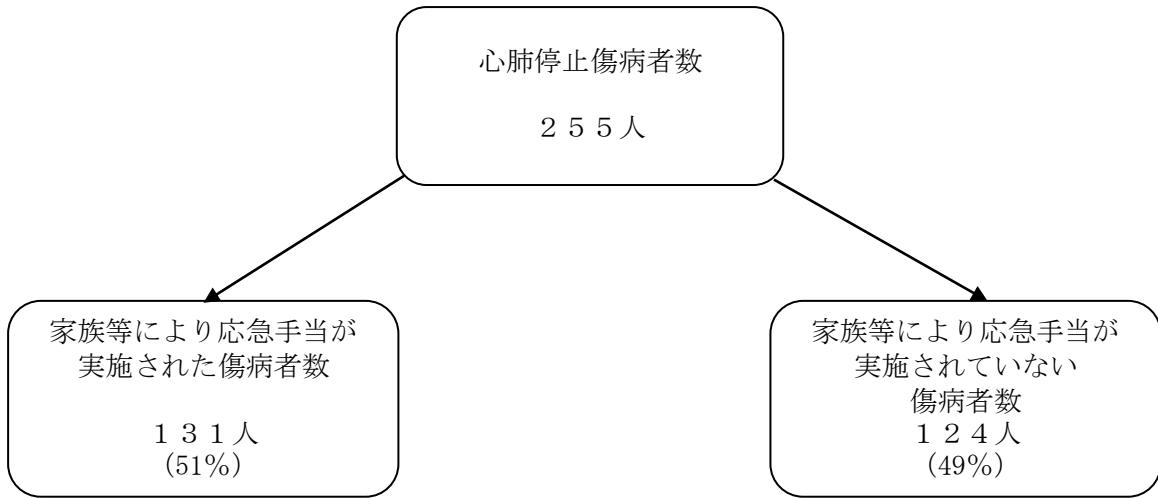 心肺停止傷病者数
２５５人
家族等により応急手当が
実施された傷病者数
１３１人
(51％)
家族等により応急手当が
実施されていない
傷病者数
１２４人
(49％)